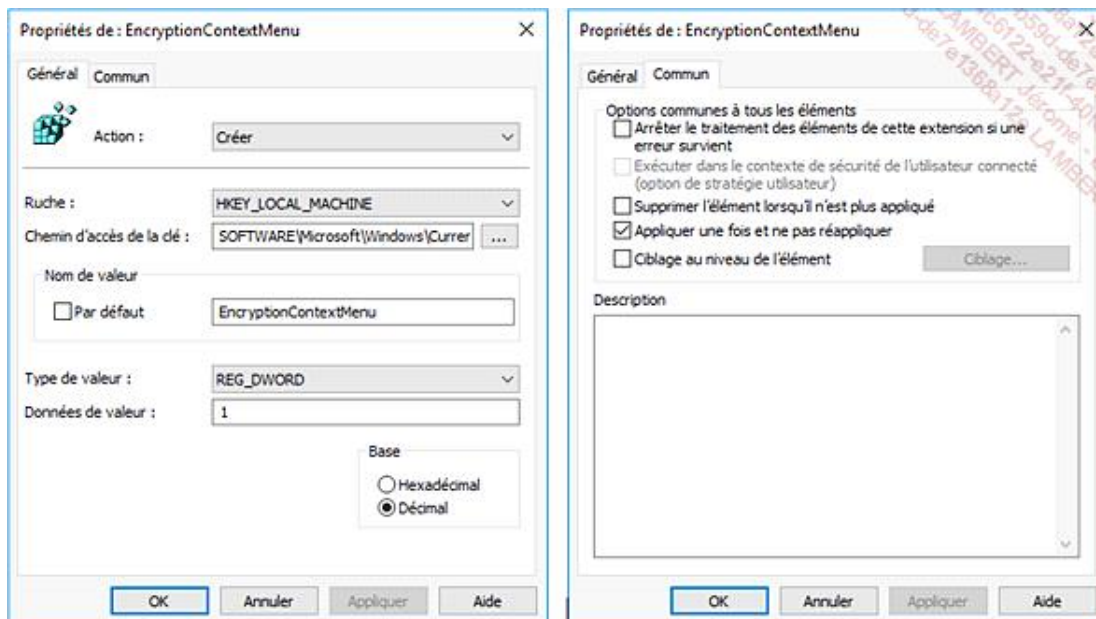 Propriétés de : EncryptionContextMenu
Général Commun
Action : Créer
Ruche : HKEY_LOCAL_MACHINE
Chemin d'accès de la clé : SOFTWARE\Microsoft\Windows\Curren ...
Nom de valeur
Par défaut EncryptionContextMenu
Type de valeur : REG_DWORD
Données de valeur : 1
Base
Hexadécimal
Décimal
OK Annuler Appliquer Aide
Propriétés de : EncryptionContextMenu
Général Commun
Options communes à tous les éléments
Arrêter le traitement des éléments de cette extension si une
erreur survient
Exécuter dans le contexte de sécurité de l'utilisateur connecté
(option de stratégie utilisateur)
Supprimer l'élément lorsqu'il n'est plus appliqué
Appliquer une fois et ne pas réappliquer
Ciblage au niveau de l'élément Ciblage...
Description
OK Annuler Appliquer Aide
LAMBERT Jérome